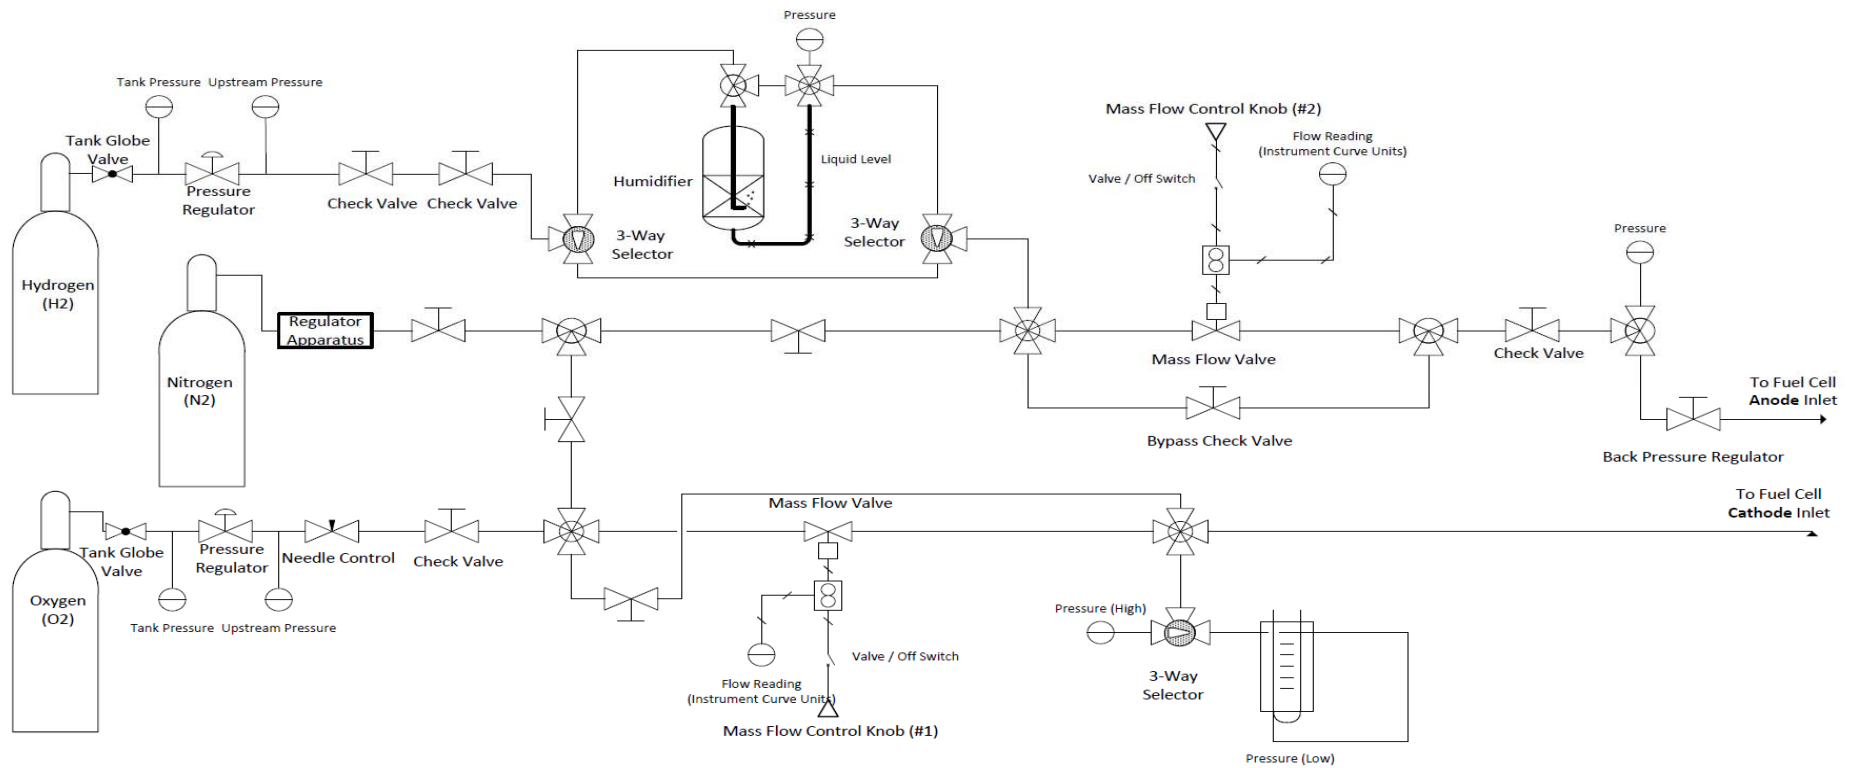 Pressure
Tank Pressure Upstream Pressure
Tank Globe
Valve
Pressure
Regulator
Check Valve
Check Valve
Hydrogen
(H2)
Humidifier
Liquid Level
3-Way
Selector
3-Way
Selector
Mass Flow Control Knob (#2)
Flow Reading
(Instrument Curve Units)
Valve / Off Switch
Pressure
Nitrogen
(N2)
Regulator
Apparatus
Mass Flow Valve
Check Valve
Bypass Check Valve
To Fuel Cell
Anode Inlet
Back Pressure Regulator
To Fuel Cell
Cathode Inlet
Oxygen
(O2)
Tank Globe
Valve
Pressure
Regulator
Needle Control
Check Valve
Tank Pressure Upstream Pressure
Mass Flow Valve
Flow Reading
(Instrument Curve Units)
Valve / Off Switch
Mass Flow Control Knob (#1)
Pressure (High)
3-Way
Selector
Pressure (Low)